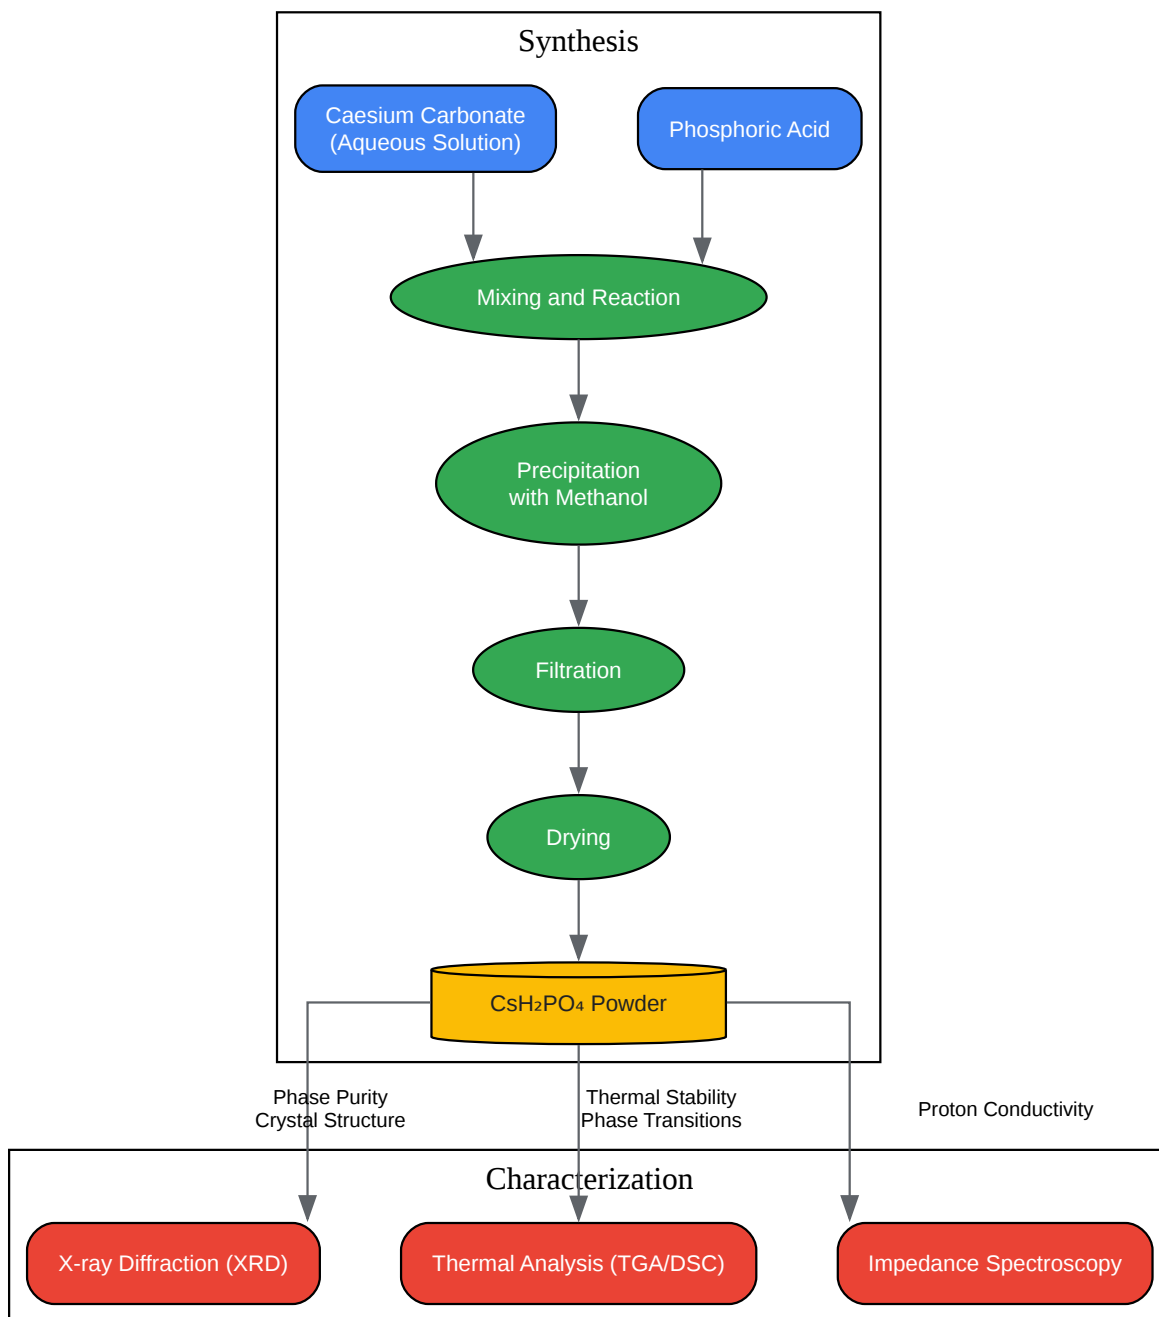 Synthesis
Caesium Carbonate
(Aqueous Solution)
Phosphoric Acid
Mixing and Reaction
Precipitation
with Methanol
Filtration
Drying
CsH₂PO₄ Powder
Phase Purity
Crystal Structure
Thermal Stability
Phase Transitions
Proton Conductivity
Characterization
X-ray Diffraction (XRD)
Thermal Analysis (TGA/DSC)
Impedance Spectroscopy